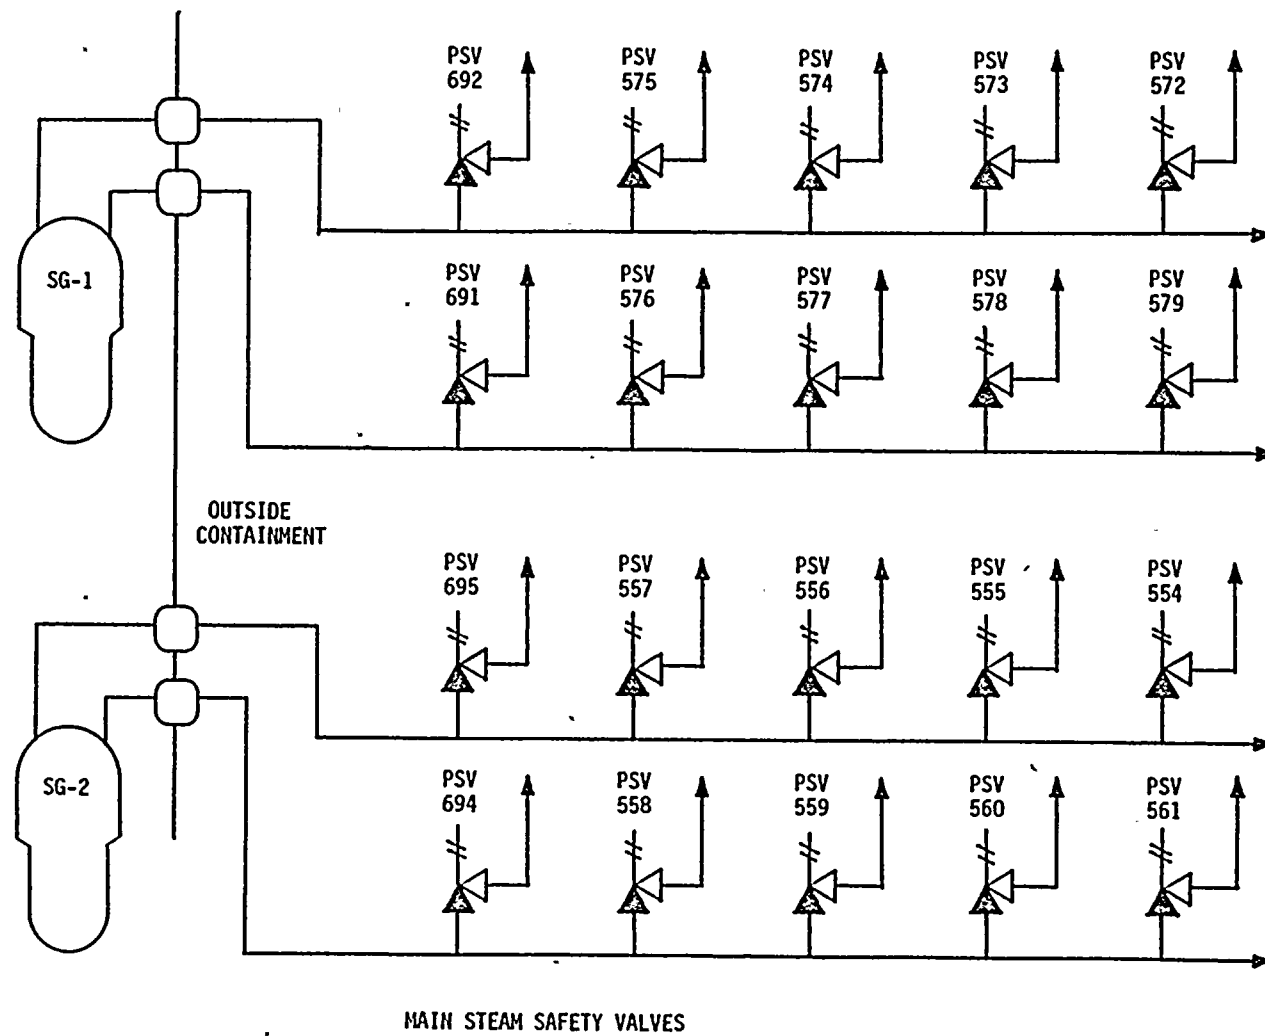 PSV PSV PSV PSV PSV
692 575 574 573 572
SG-1
PSV PSV PSV PSV PSV
691 576 577 578 579
OUTSIDE
CONTAINMENT
PSV PSV PSV PSV PSV
695 557 556 555 554
SG-2
PSV PSV PSV PSV PSV
694 558 559 560 561
MAIN STEAM SAFETY VALVES